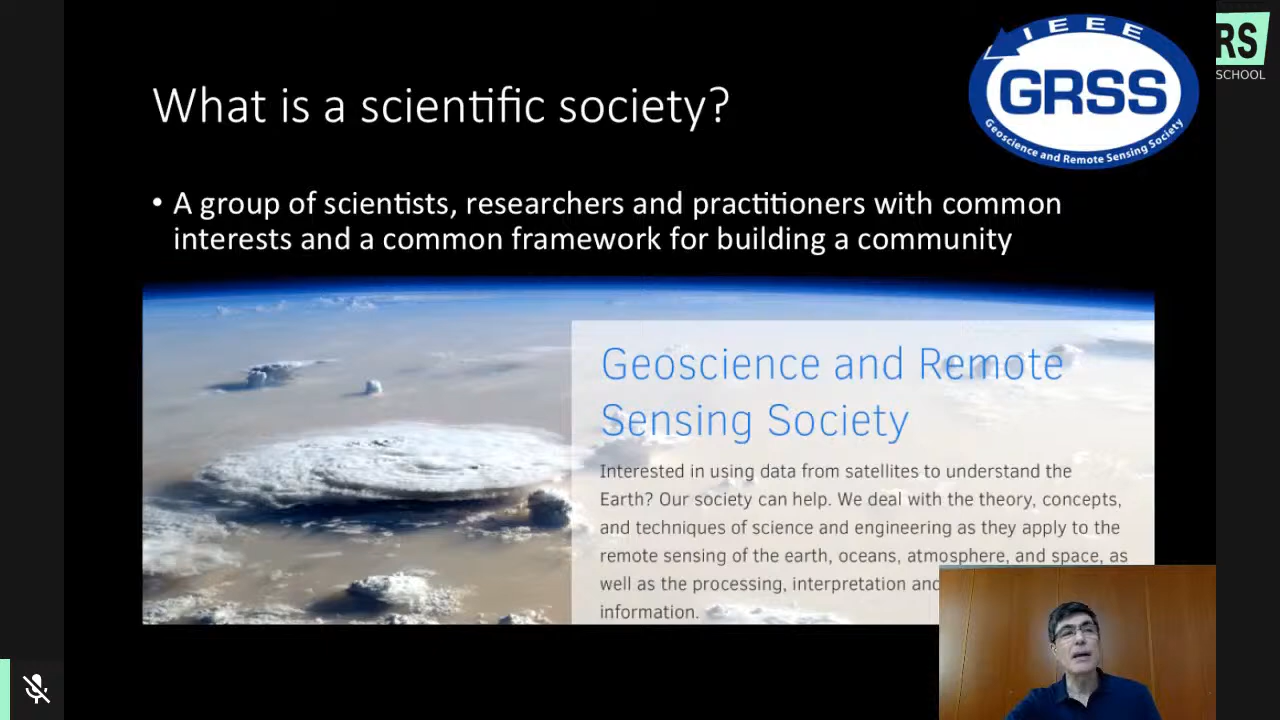 IEEE
GRSS
Geoscience and Remote Sensing Society
RS
SCHOOL
What is a scientific society?
• A group of scientists, researchers and practitioners with common
interests and a common framework for building a community
Geoscience and Remote
Sensing Society
Interested in using data from satellites to understand the
Earth? Our society can help. We deal with the theory, concepts,
and techniques of science and engineering as they apply to the
remote sensing of the earth, oceans, atmosphere, and space, as
well as the processing, interpretation and
information.